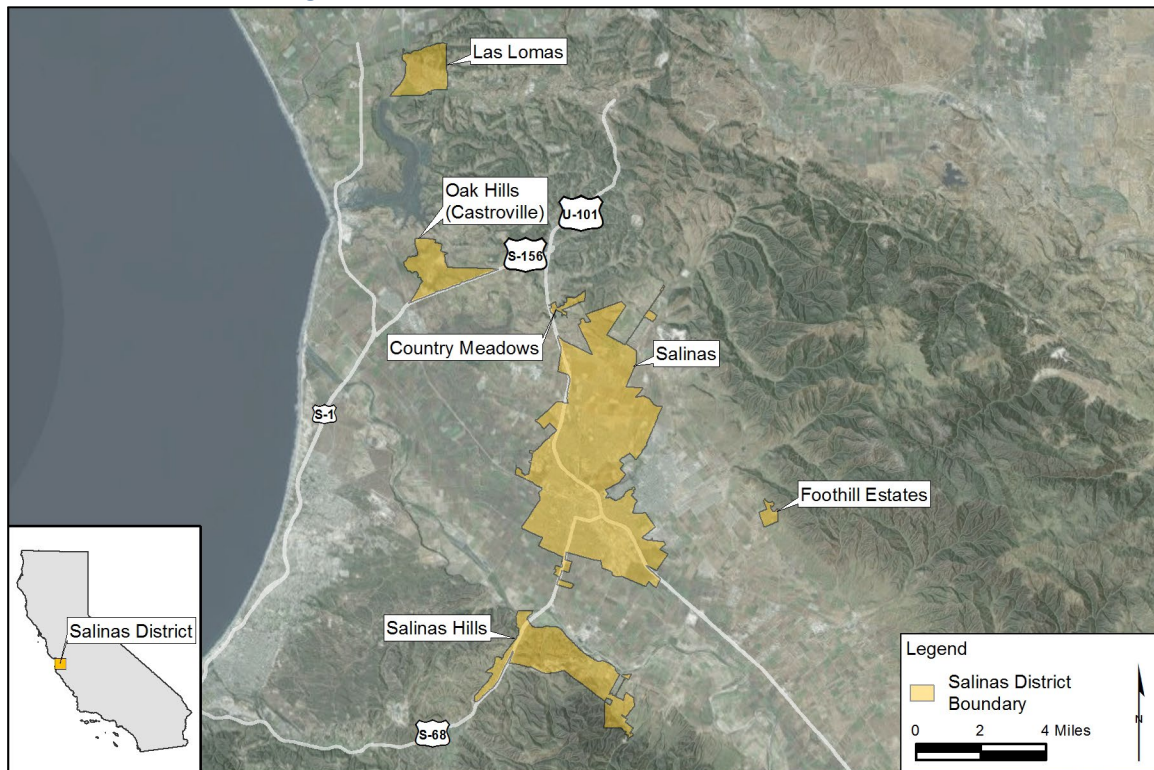 Las Lomas
Oak Hills
(Castroville)
U-101
S-156
Country Meadows
Salinas
S-1
Foothill Estates
Salinas Hills
Salinas District
S-68
Legend
Salinas District
Boundary
N
0 2 4 Miles